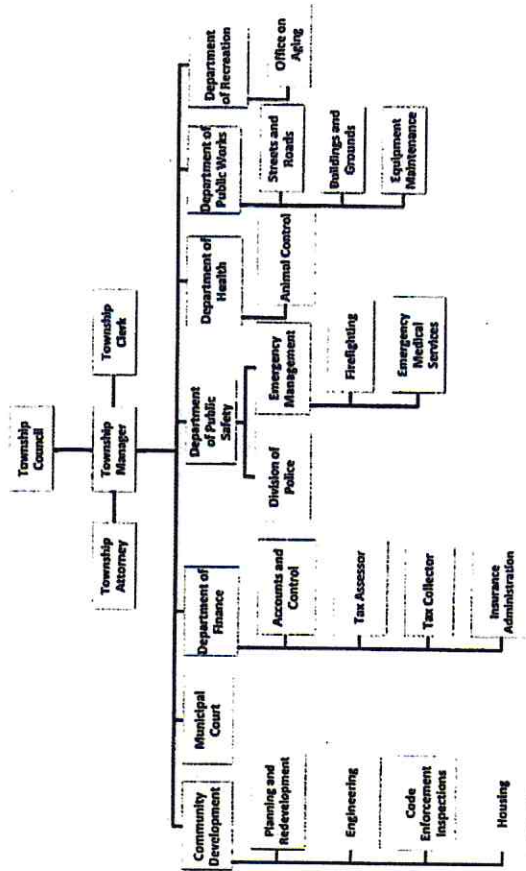 Township
Council
Township
Attorney
Township
Manager
Township
Clerk
Community
Development
Municipal
Court
Department of
Finance
Department
of Public
Safety
Department of
Health
Department of
Public Works
Department
of Recreation
Planning and
Redevelopment
Engineering
Code
Enforcement
Inspections
Housing
Accounts and
Control
Tax Assessor
Tax Collector
Insurance
Administration
Division of
Police
Emergency
Management
Firefighting
Emergency
Medical
Services
Animal Control
Streets and
Roads
Buildings and
Grounds
Equipment
Maintenance
Office on
Aging